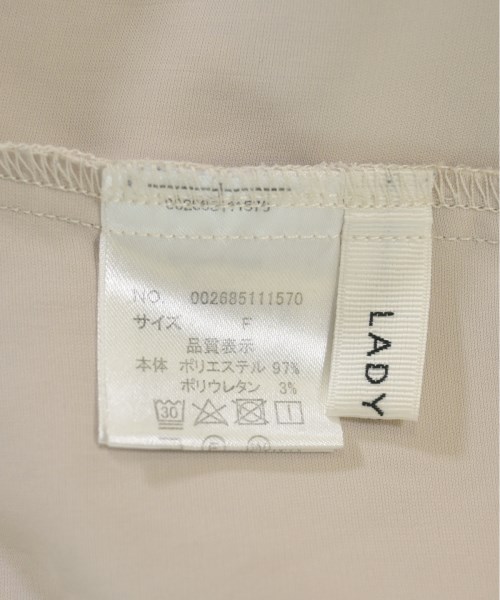 NO. 002685111570
サイズ F
品質表示
本体 ポリエステル 97%
ポリウレタン 3%
30
LADY